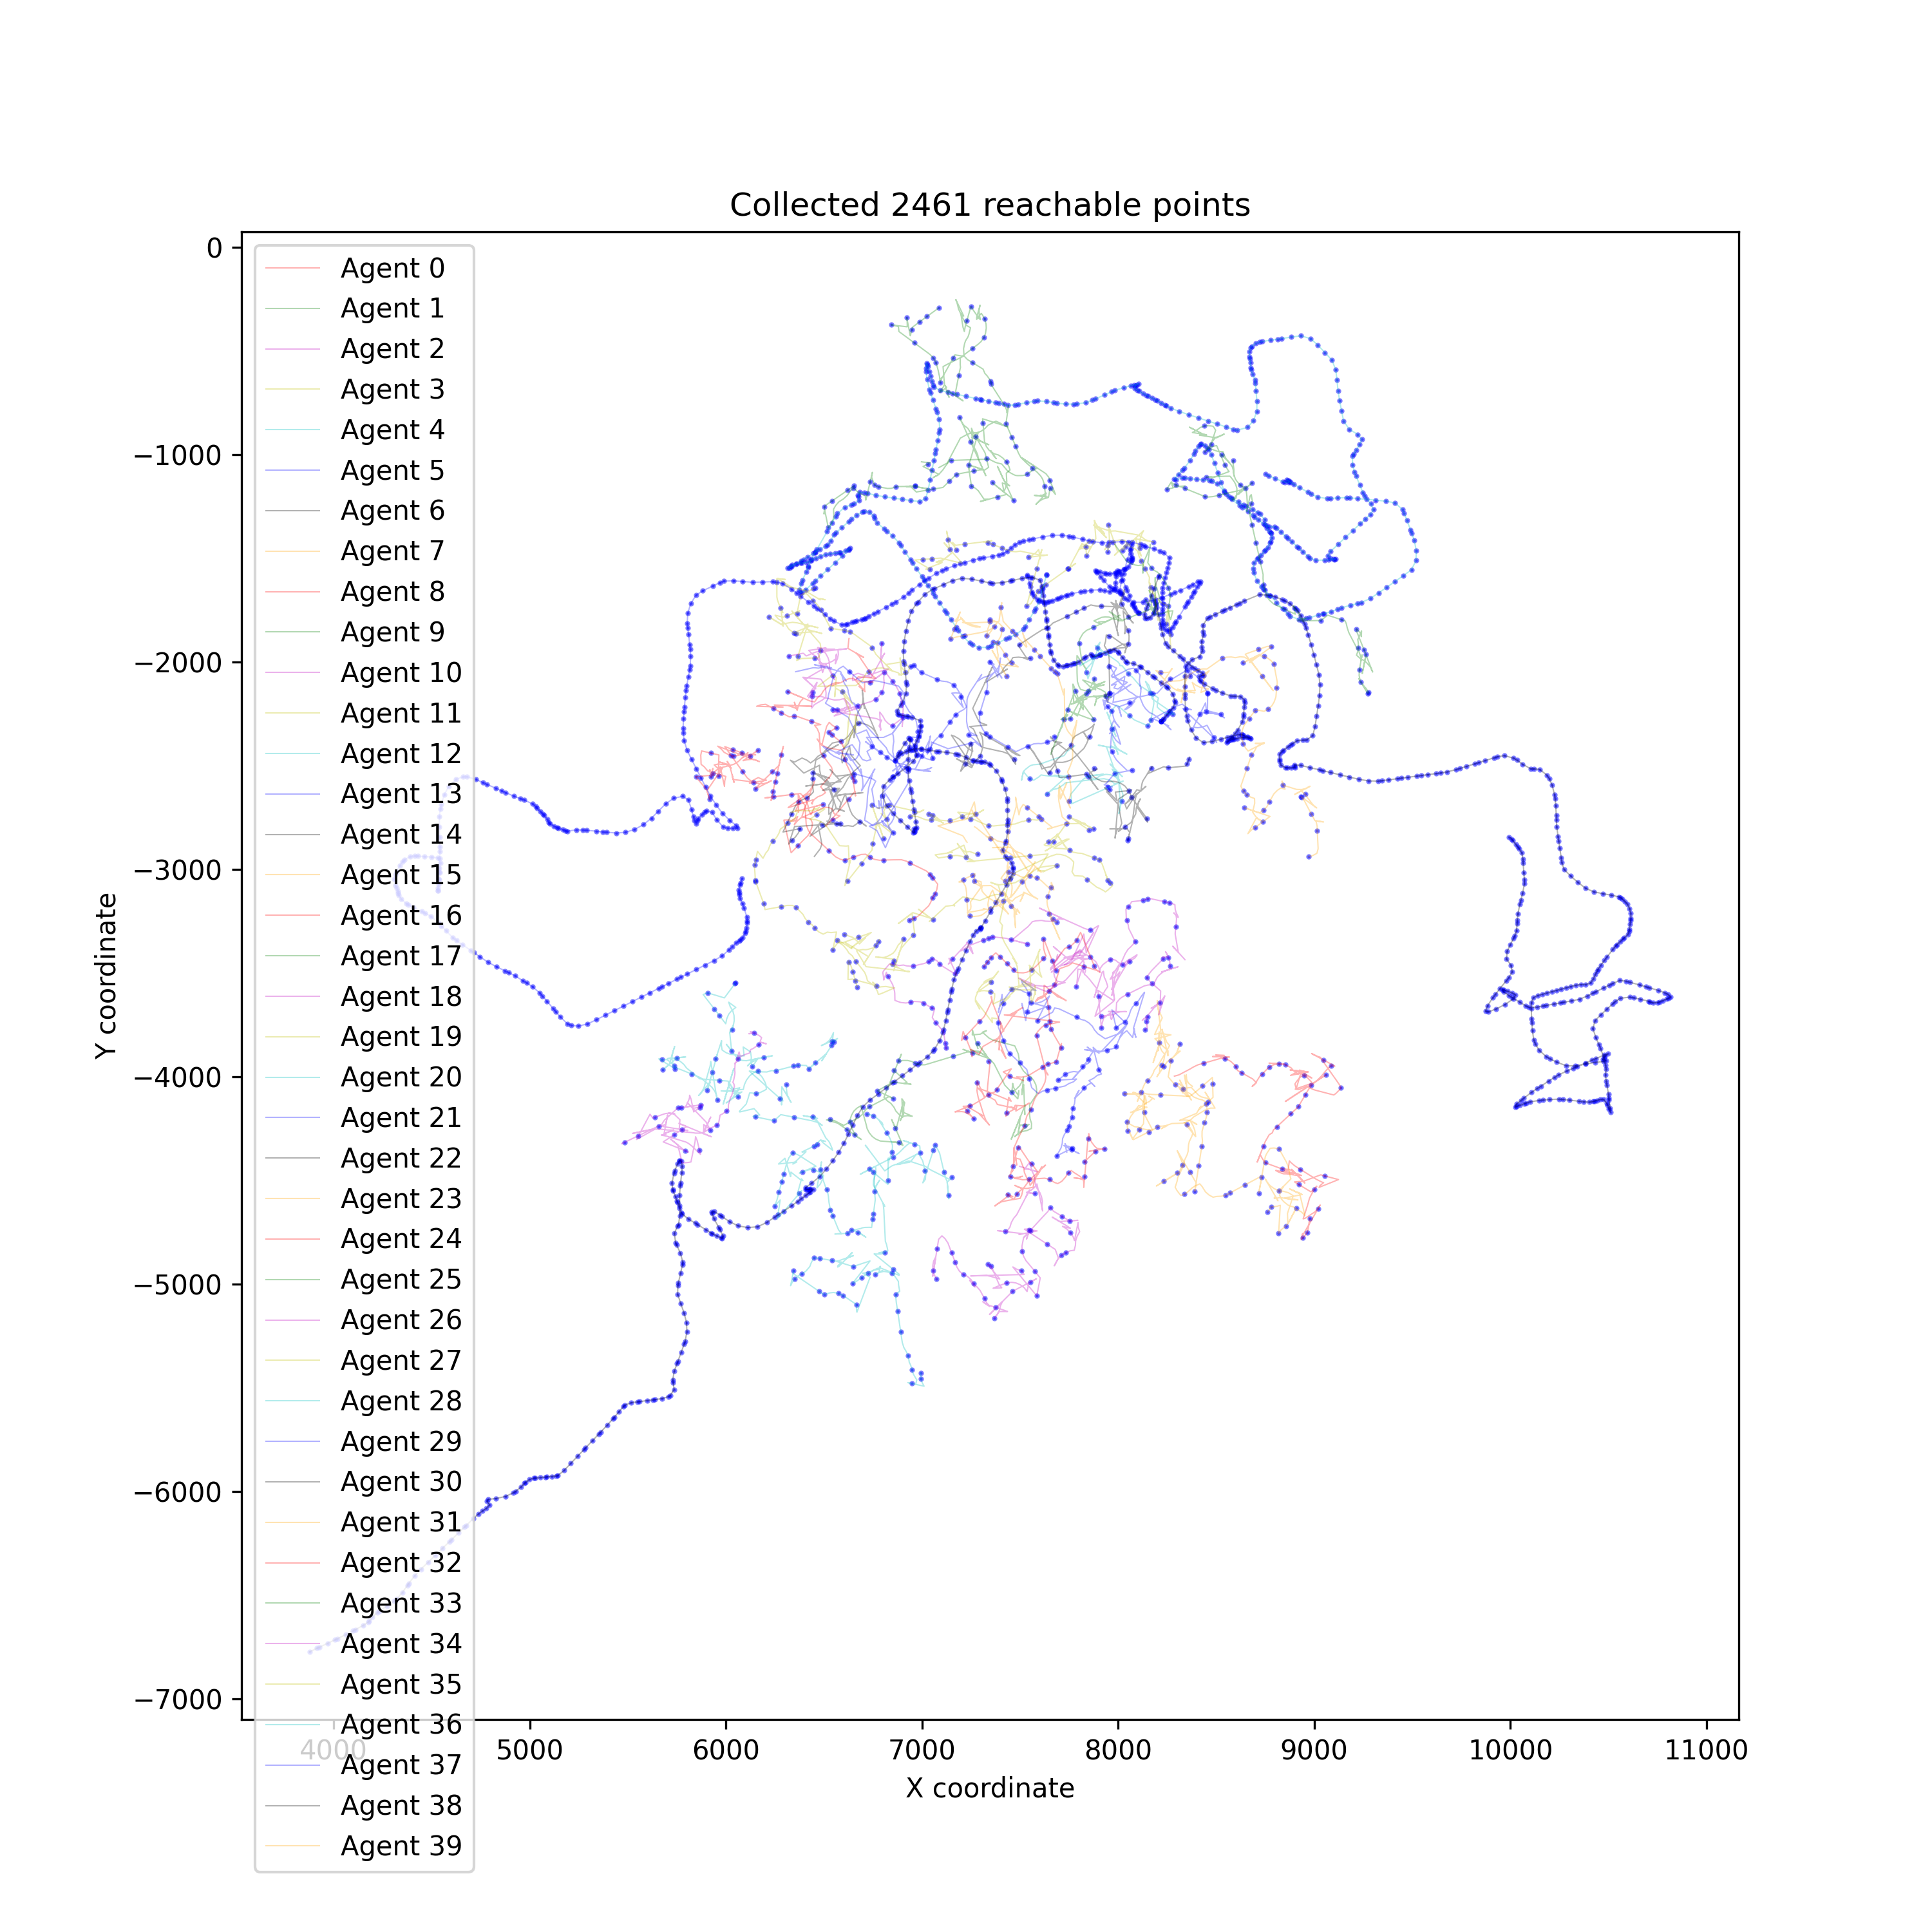 Collected 2461 reachable points
0
−1000
−2000
−3000
−4000
−5000
−6000
−7000
Y coordinate
Agent 0
Agent 1
Agent 2
Agent 3
Agent 4
Agent 5
Agent 6
Agent 7
Agent 8
Agent 9
Agent 10
Agent 11
Agent 12
Agent 13
Agent 14
Agent 15
Agent 16
Agent 17
Agent 18
Agent 19
Agent 20
Agent 21
Agent 22
Agent 23
Agent 24
Agent 25
Agent 26
Agent 27
Agent 28
Agent 29
Agent 30
Agent 31
Agent 32
Agent 33
Agent 34
Agent 35
Agent 36
Agent 37
Agent 38
Agent 39
4000 5000 6000 7000 8000 9000 10000 11000
X coordinate